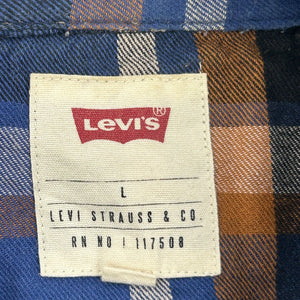 LEVI'S ®
L
LEVI STRAUSS & CO.
RN NO | 117508